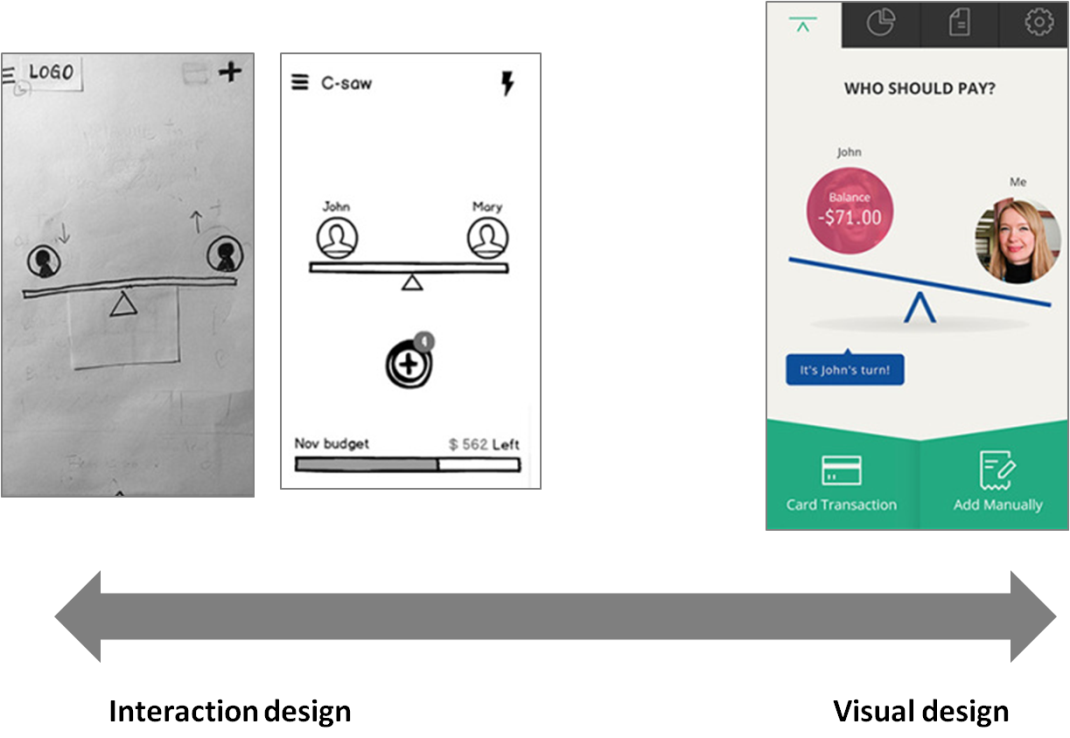 LOGO
C-saw
John
Mary
Nov budget
$ 562 Left
WHO SHOULD PAY?
John
Me
Balance
-$71.00
It's John's turn!
Card Transaction
Add Manually
Interaction design
Visual design